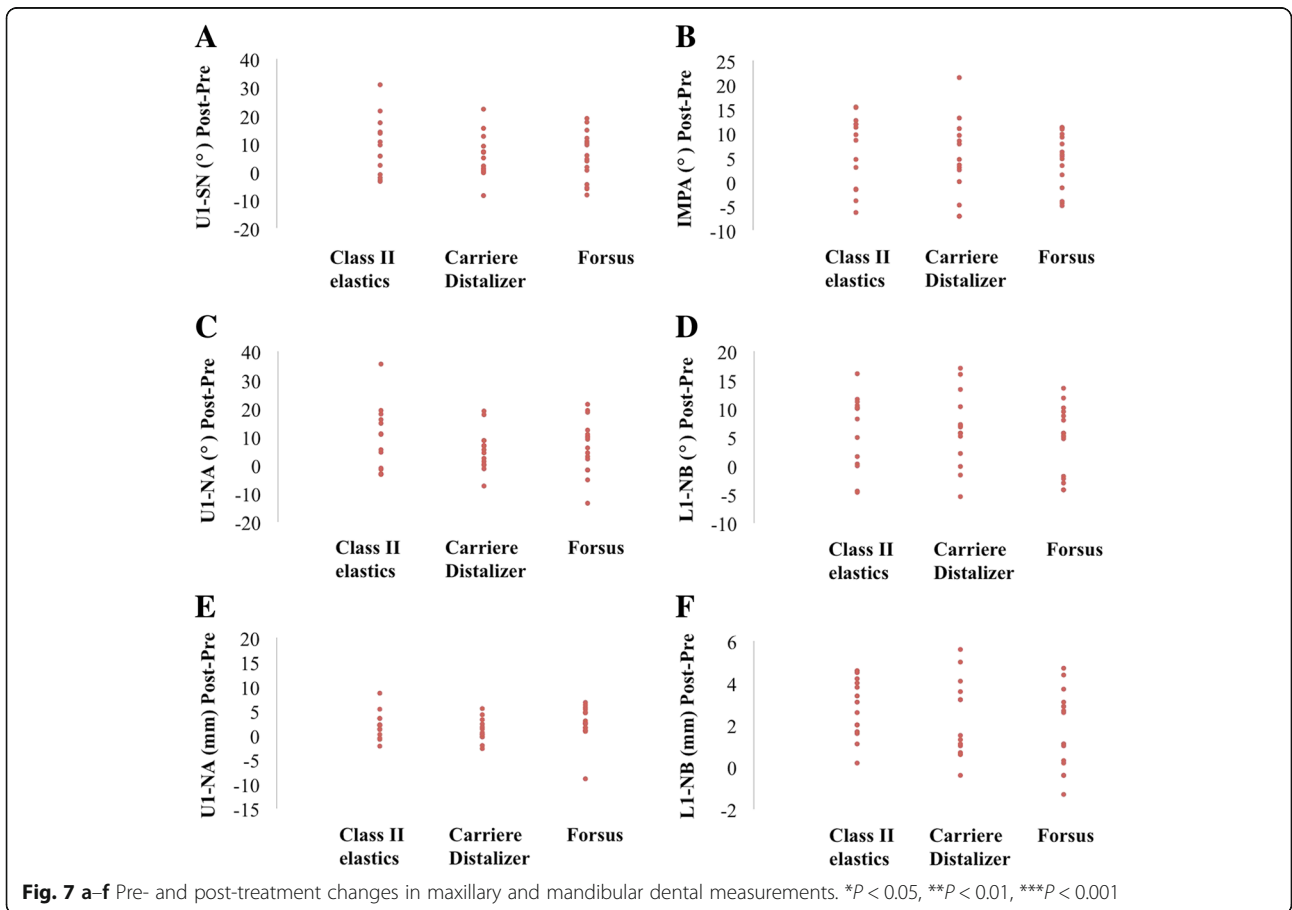 A
U1-SN (°) Post-Pre
40
30
20
10
0
-10
-20
Class II elastics
Carriere Distalizer
Forsus
B
IMPA (°) Post-Pre
25
20
15
10
5
0
-5
-10
Class II elastics
Carriere Distalizer
Forsus
C
U1-NA (°) Post-Pre
40
30
20
10
0
-10
-20
Class II elastics
Carriere Distalizer
Forsus
D
L1-NB (°) Post-Pre
20
15
10
5
0
-5
-10
Class II elastics
Carriere Distalizer
Forsus
E
U1-NA (mm) Post-Pre
20
15
10
5
0
-5
-10
-15
Class II elastics
Carriere Distalizer
Forsus
F
L1-NB (mm) Post-Pre
6
4
2
0
-2
Class II elastics
Carriere Distalizer
Forsus
Fig. 7 a–f Pre- and post-treatment changes in maxillary and mandibular dental measurements. *P < 0.05, **P < 0.01, ***P < 0.001